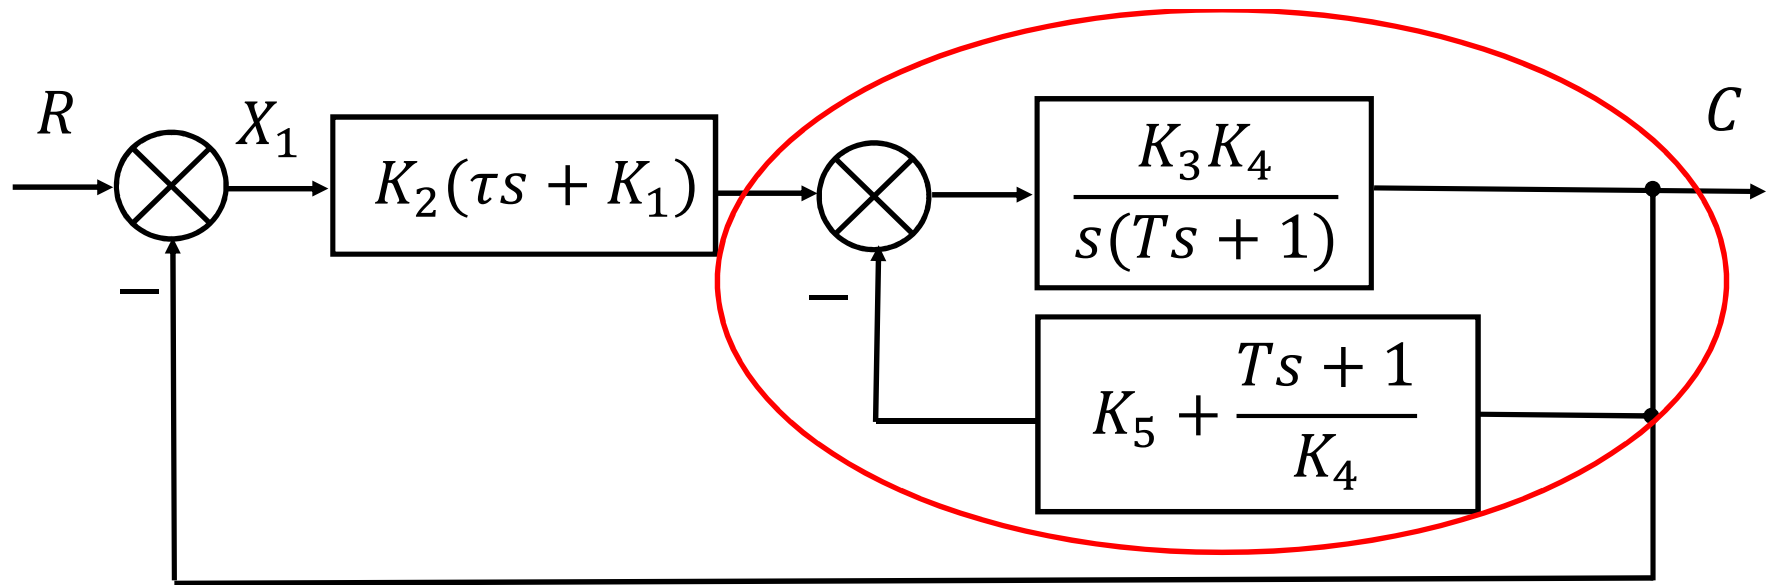 R
X₁
K₂(τs + K₁)
−
−
K₃K₄
s(Ts + 1)
K₅ + (Ts + 1)/K₄
C